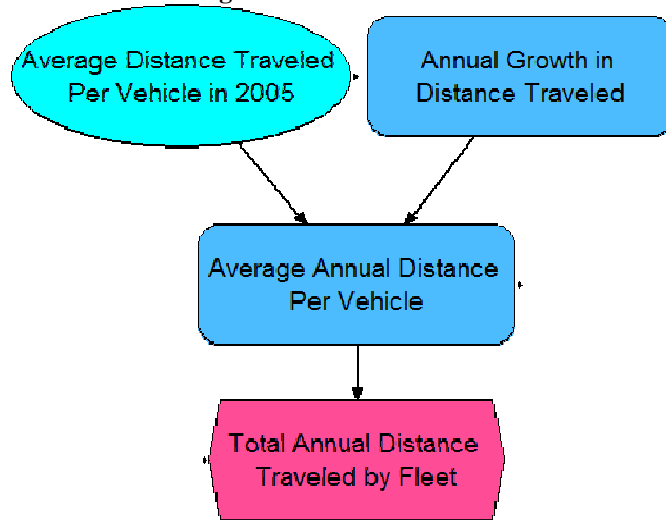 Average Distance Traveled
Per Vehicle in 2005
Annual Growth in
Distance Traveled
Average Annual Distance
Per Vehicle
Total Annual Distance
Traveled by Fleet